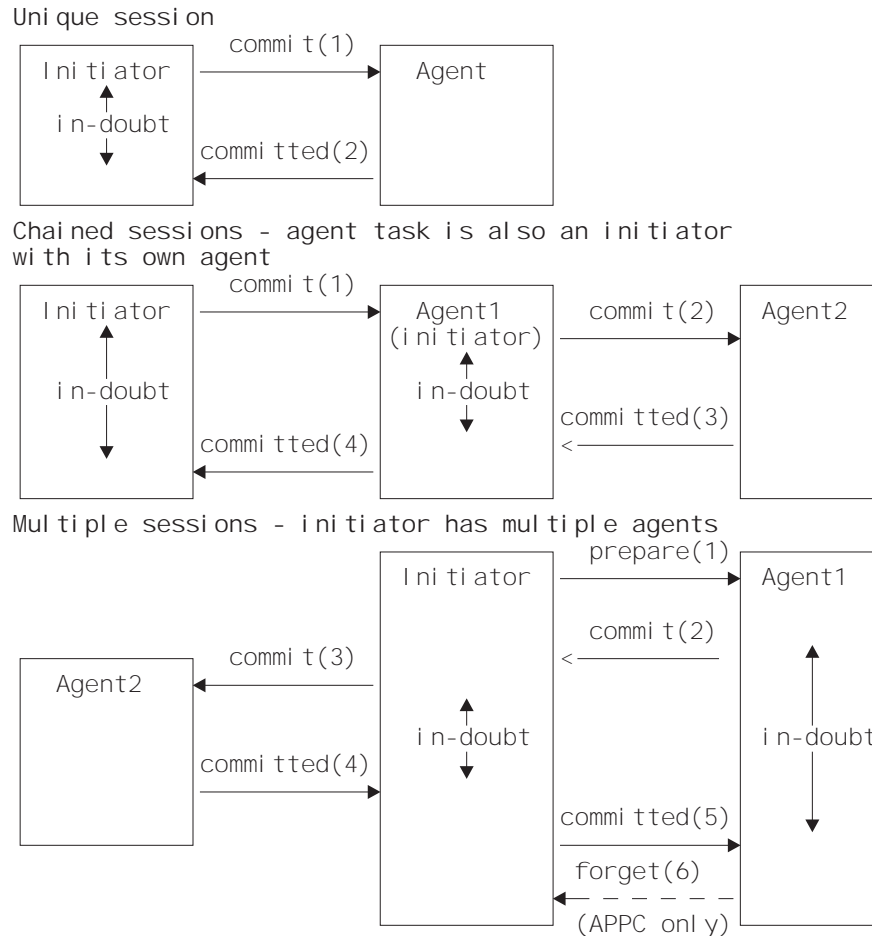 Unique session
commit(1)
Initiator
Agent
in-doubt
committed(2)
Chained sessions - agent task is also an initiator
with its own agent
commit(1)
Initiator
Agent1
commit(2)
Agent2
(initiator)
in-doubt
in-doubt
committed(3)
committed(4)
<
Multiple sessions - initiator has multiple agents
prepare(1)
Initiator
Agent1
commit(2)
commit(3)
<
Agent2
in-doubt
in-doubt
committed(4)
committed(5)
forget(6)
(APPC only)